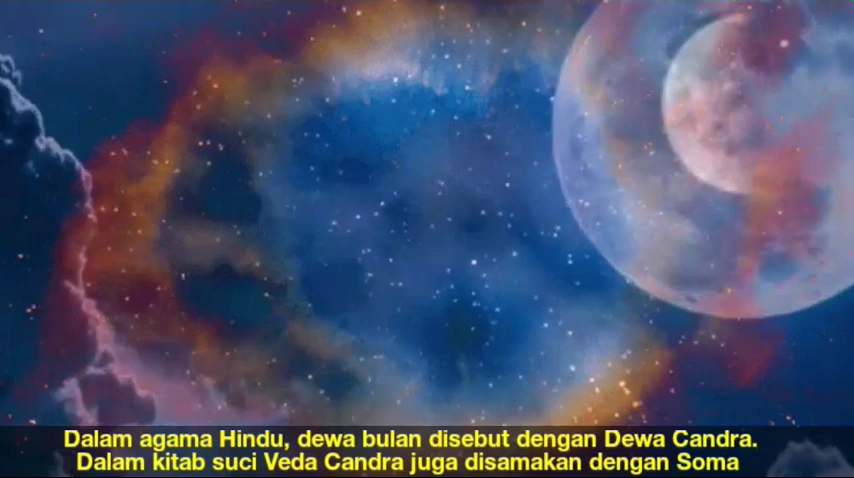 Dalam agama Hindu, dewa bulan disebut dengan Dewa Candra.
Dalam kitab suci Veda Candra juga disamakan dengan Soma